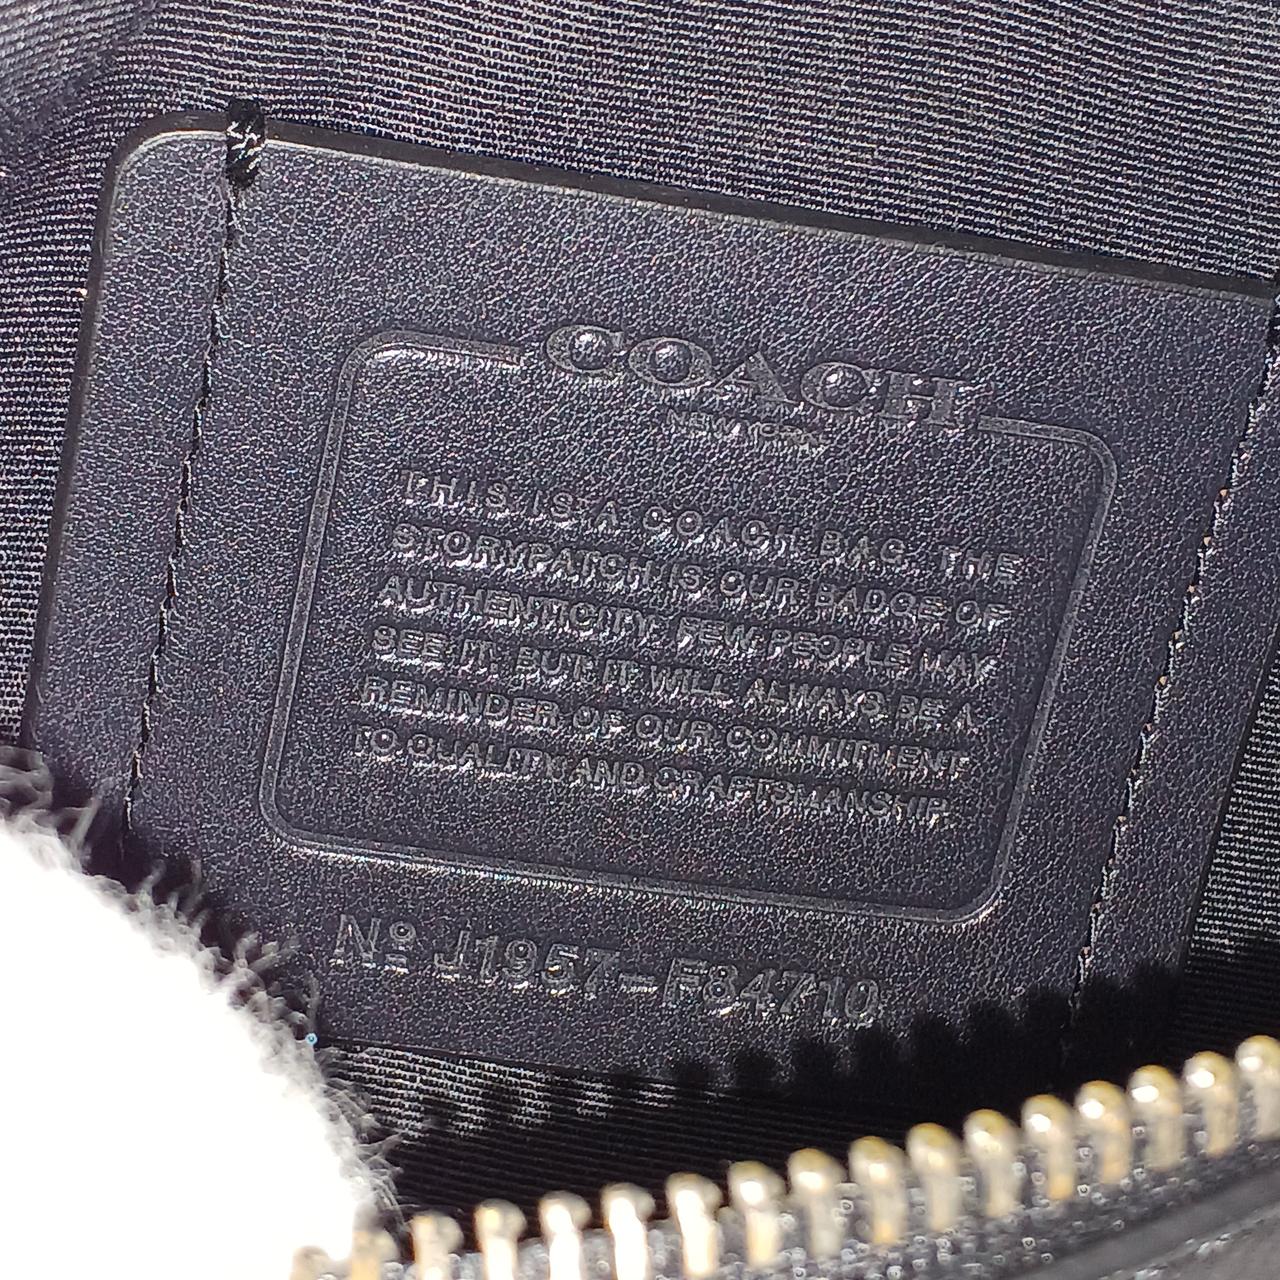 COACH
NEW YORK
THIS IS A COACH BAG. THE
STORYPATCH IS OUR BADGE OF
AUTHENTICITY. FEW PEOPLE MAY
SEE IT. BUT IT WILL ALWAYS BE A
REMINDER OF OUR COMMITMENT
TO QUALITY AND CRAFTSMANSHIP.
Nº J1957-F84710